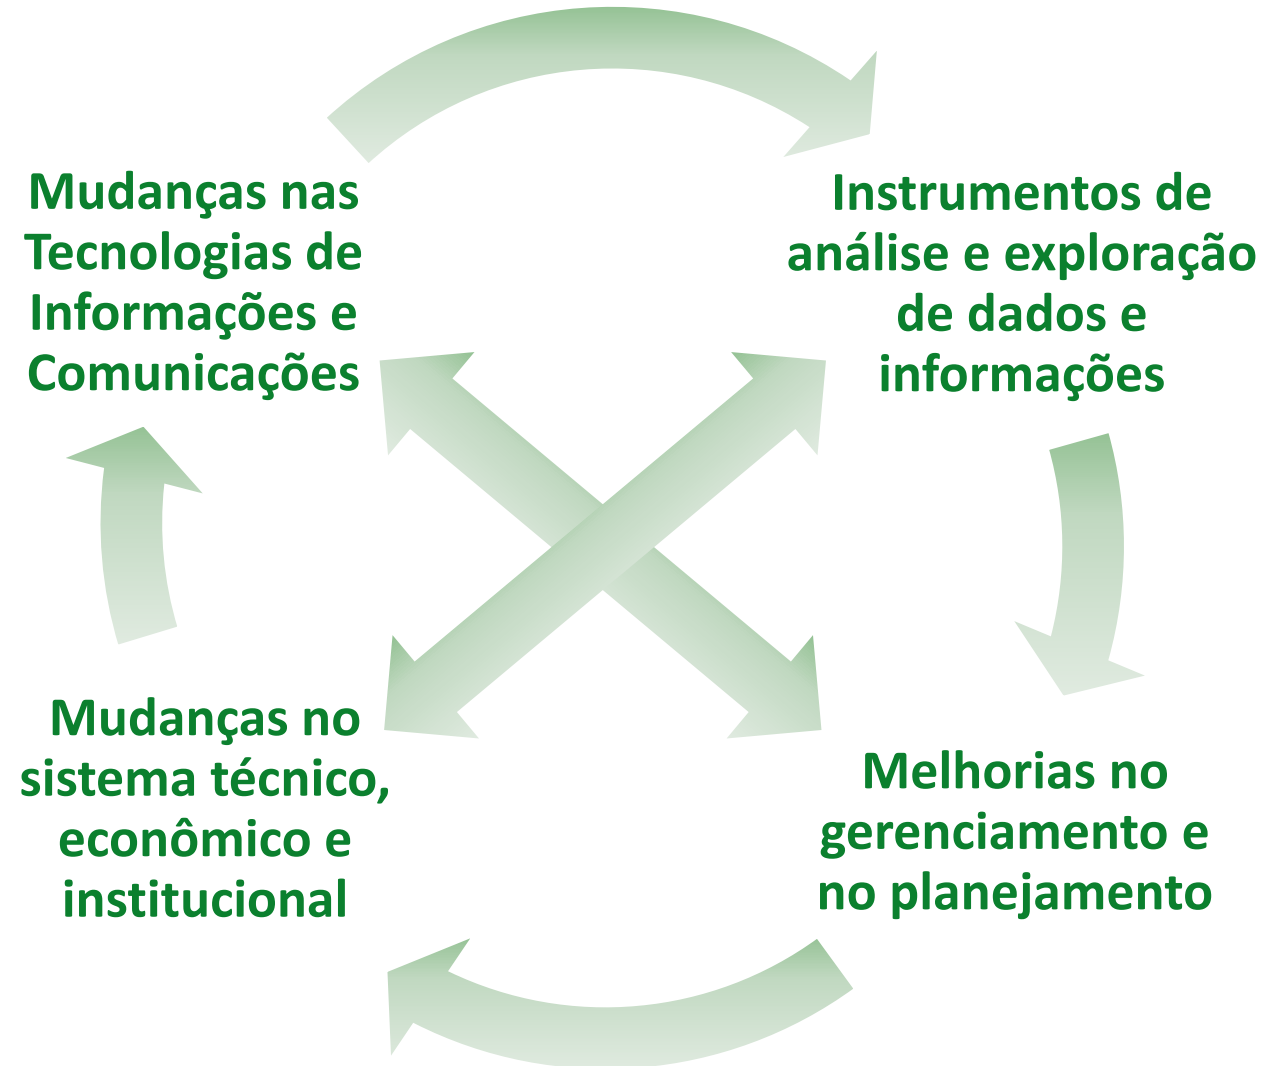 Mudanças nas
Tecnologias de
Informações e
Comunicações
Instrumentos de
análise e exploração
de dados e
informações
Mudanças no
sistema técnico,
econômico e
institucional
Melhorias no
gerenciamento e
no planejamento